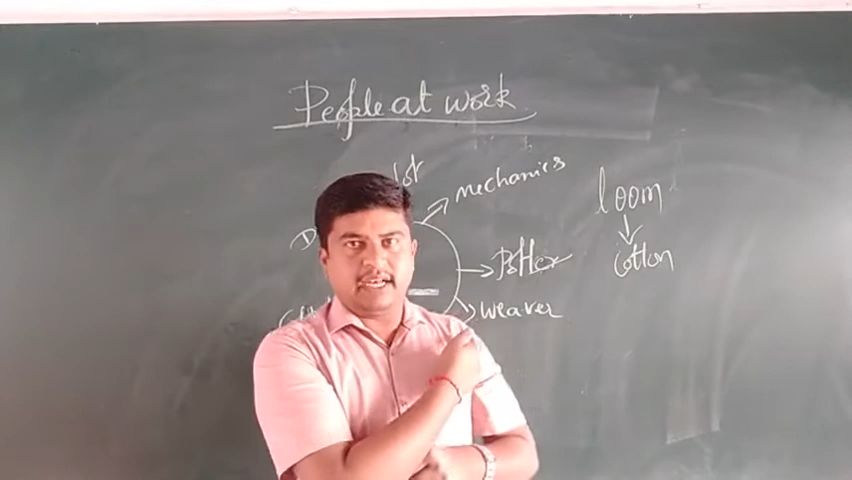 People at work
mechanics
loom
Potter
cotton
weaver